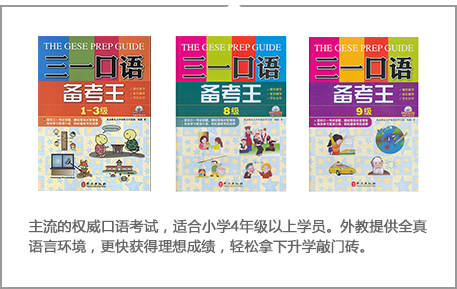 THE GESE PREP GUIDE
三一口语
备考王
1-3级
THE GESE PREP GUIDE
三一口语
备考王
8级
THE GESE PREP GUIDE
三一口语
备考王
9级
主流的权威口语考试，适合小学4年级以上学员。外教提供全真
语言环境，更快获得理想成绩，轻松拿下升学敲门砖。